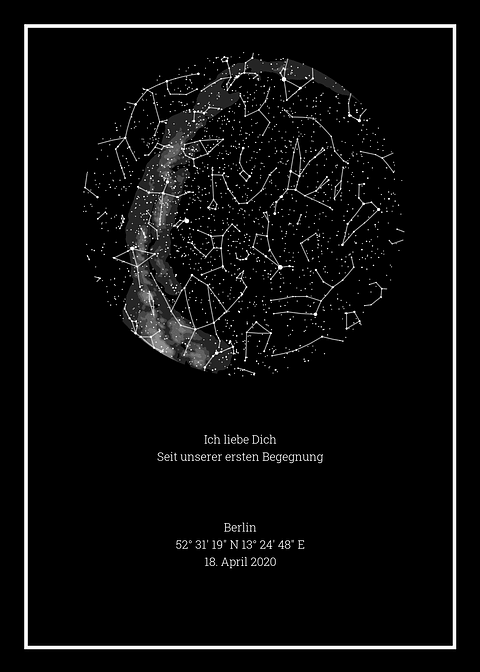 Ich liebe Dich
Seit unserer ersten Begegnung
Berlin
52° 31' 19" N 13° 24' 48" E
18. April 2020